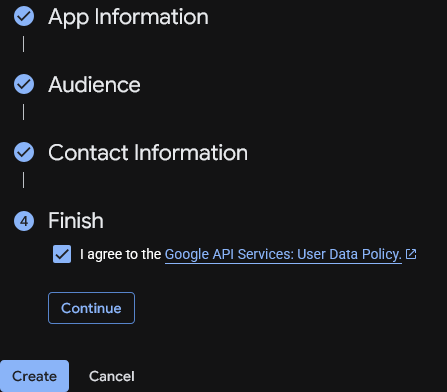 App Information
Audience
Contact Information
4 Finish
I agree to the Google API Services: User Data Policy.
Continue
Create Cancel